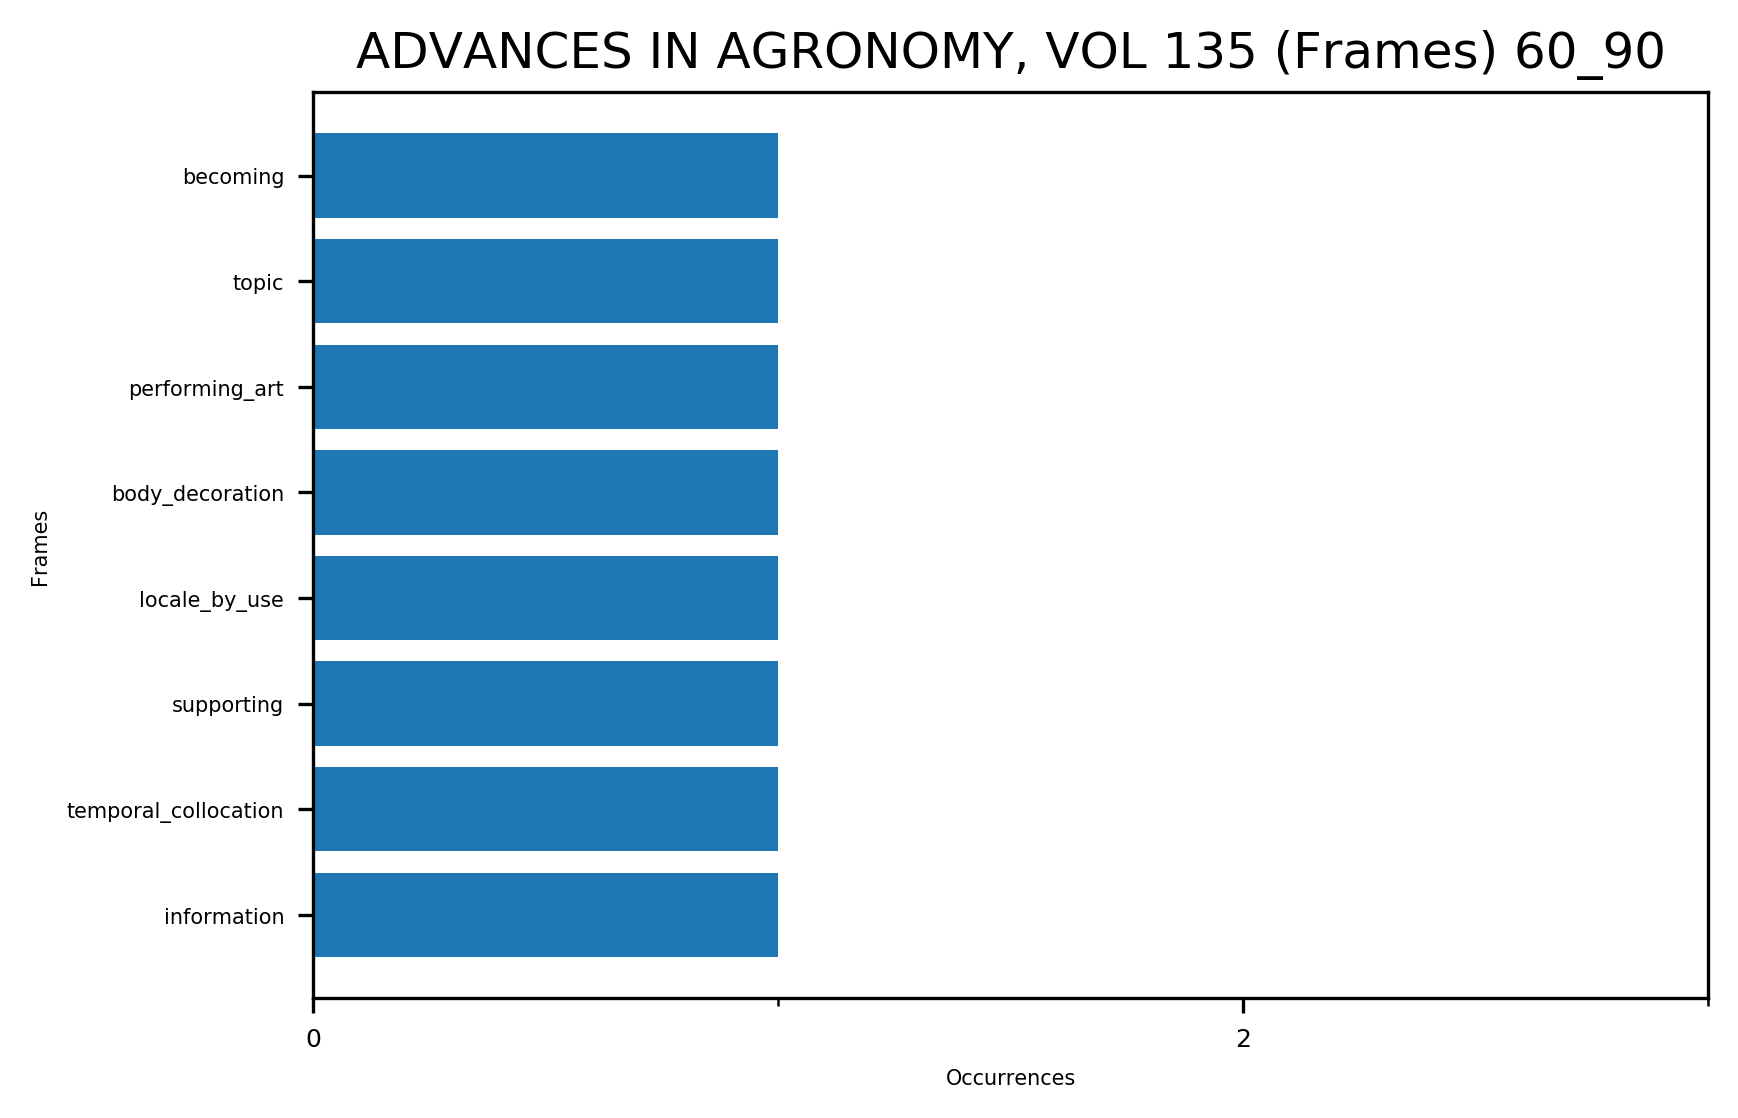 ADVANCES IN AGRONOMY, VOL 135 (Frames) 60_90
becoming
topic
performing_art
body_decoration
locale_by_use
supporting
temporal_collocation
information
Frames
0
2
Occurrences